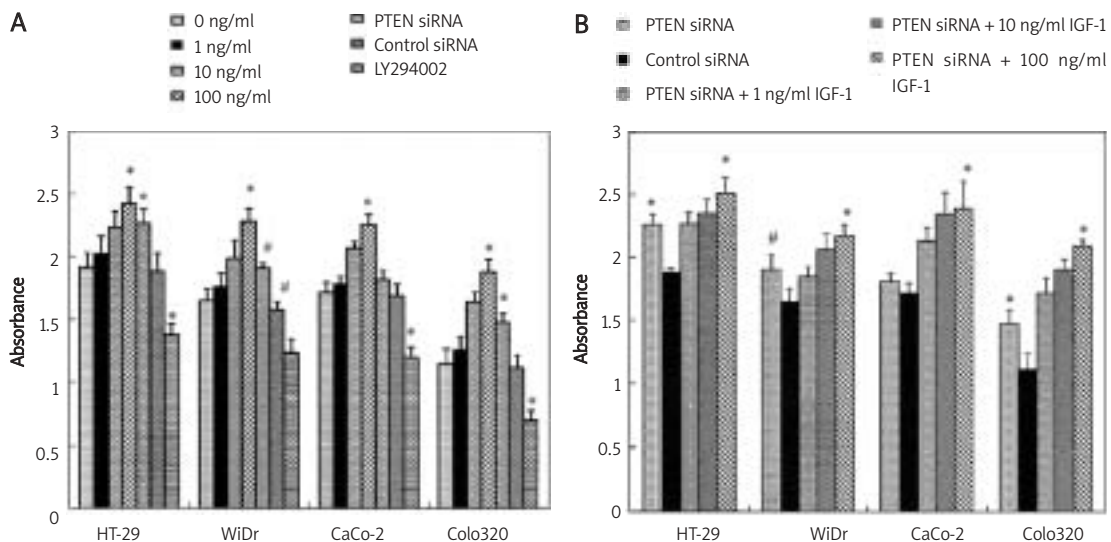 A
0 ng/ml
1 ng/ml
10 ng/ml
100 ng/ml
PTEN siRNA
Control siRNA
LY294002
Absorbance
3
2.5
2
1.5
1
0.5
0
* * *
* # #
* *
* * *
HT-29 WiDr CaCo-2 Colo320
B
PTEN siRNA
Control siRNA
PTEN siRNA + 1 ng/ml IGF-1
PTEN siRNA + 10 ng/ml IGF-1
PTEN siRNA + 100 ng/ml
IGF-1
Absorbance
3
2.5
2
1.5
1
0.5
0
* *
# *
*
* *
HT-29 WiDr CaCo-2 Colo320